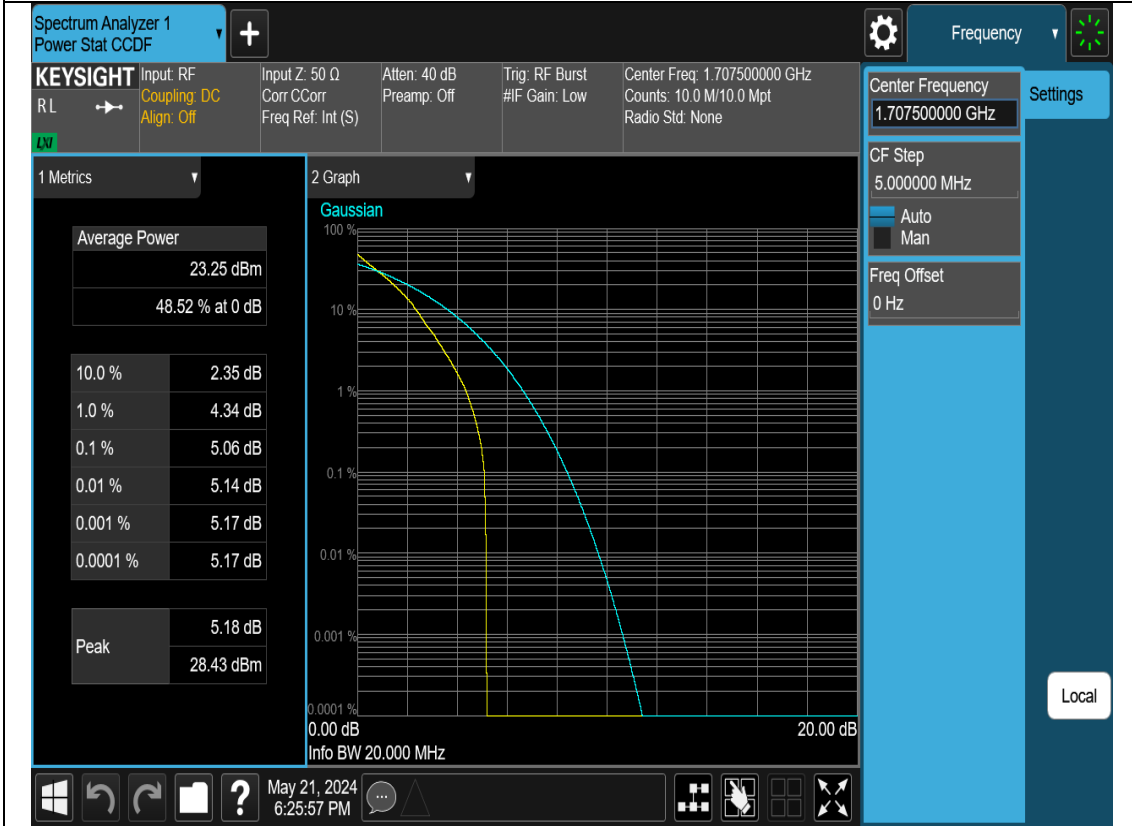 Spectrum Analyzer 1
Power Stat CCDF
+
Frequency
KEYSIGHT
RL
LXI
Input: RF
Coupling: DC
Align: Off
Input Z: 50 Ω
Corr CCorr
Freq Ref: Int (S)
Atten: 40 dB
Preamp: Off
Trig: RF Burst
#IF Gain: Low
Center Freq: 1.707500000 GHz
Counts: 10.0 M/10.0 Mpt
Radio Std: None
Center Frequency
1.707500000 GHz
Settings
CF Step
5.000000 MHz
Auto
Man
Freq Offset
0 Hz
Local
1 Metrics
Average Power
23.25 dBm
48.52 % at 0 dB
10.0 % 2.35 dB
1.0 % 4.34 dB
0.1 % 5.06 dB
0.01 % 5.14 dB
0.001 % 5.17 dB
0.0001 % 5.17 dB
Peak 5.18 dB
28.43 dBm
2 Graph
Gaussian
100 %
10 %
1 %
0.1 %
0.01 %
0.001 %
0.0001 %
0.00 dB 20.00 dB
Info BW 20.000 MHz
?
May 21, 2024
6:25:57 PM